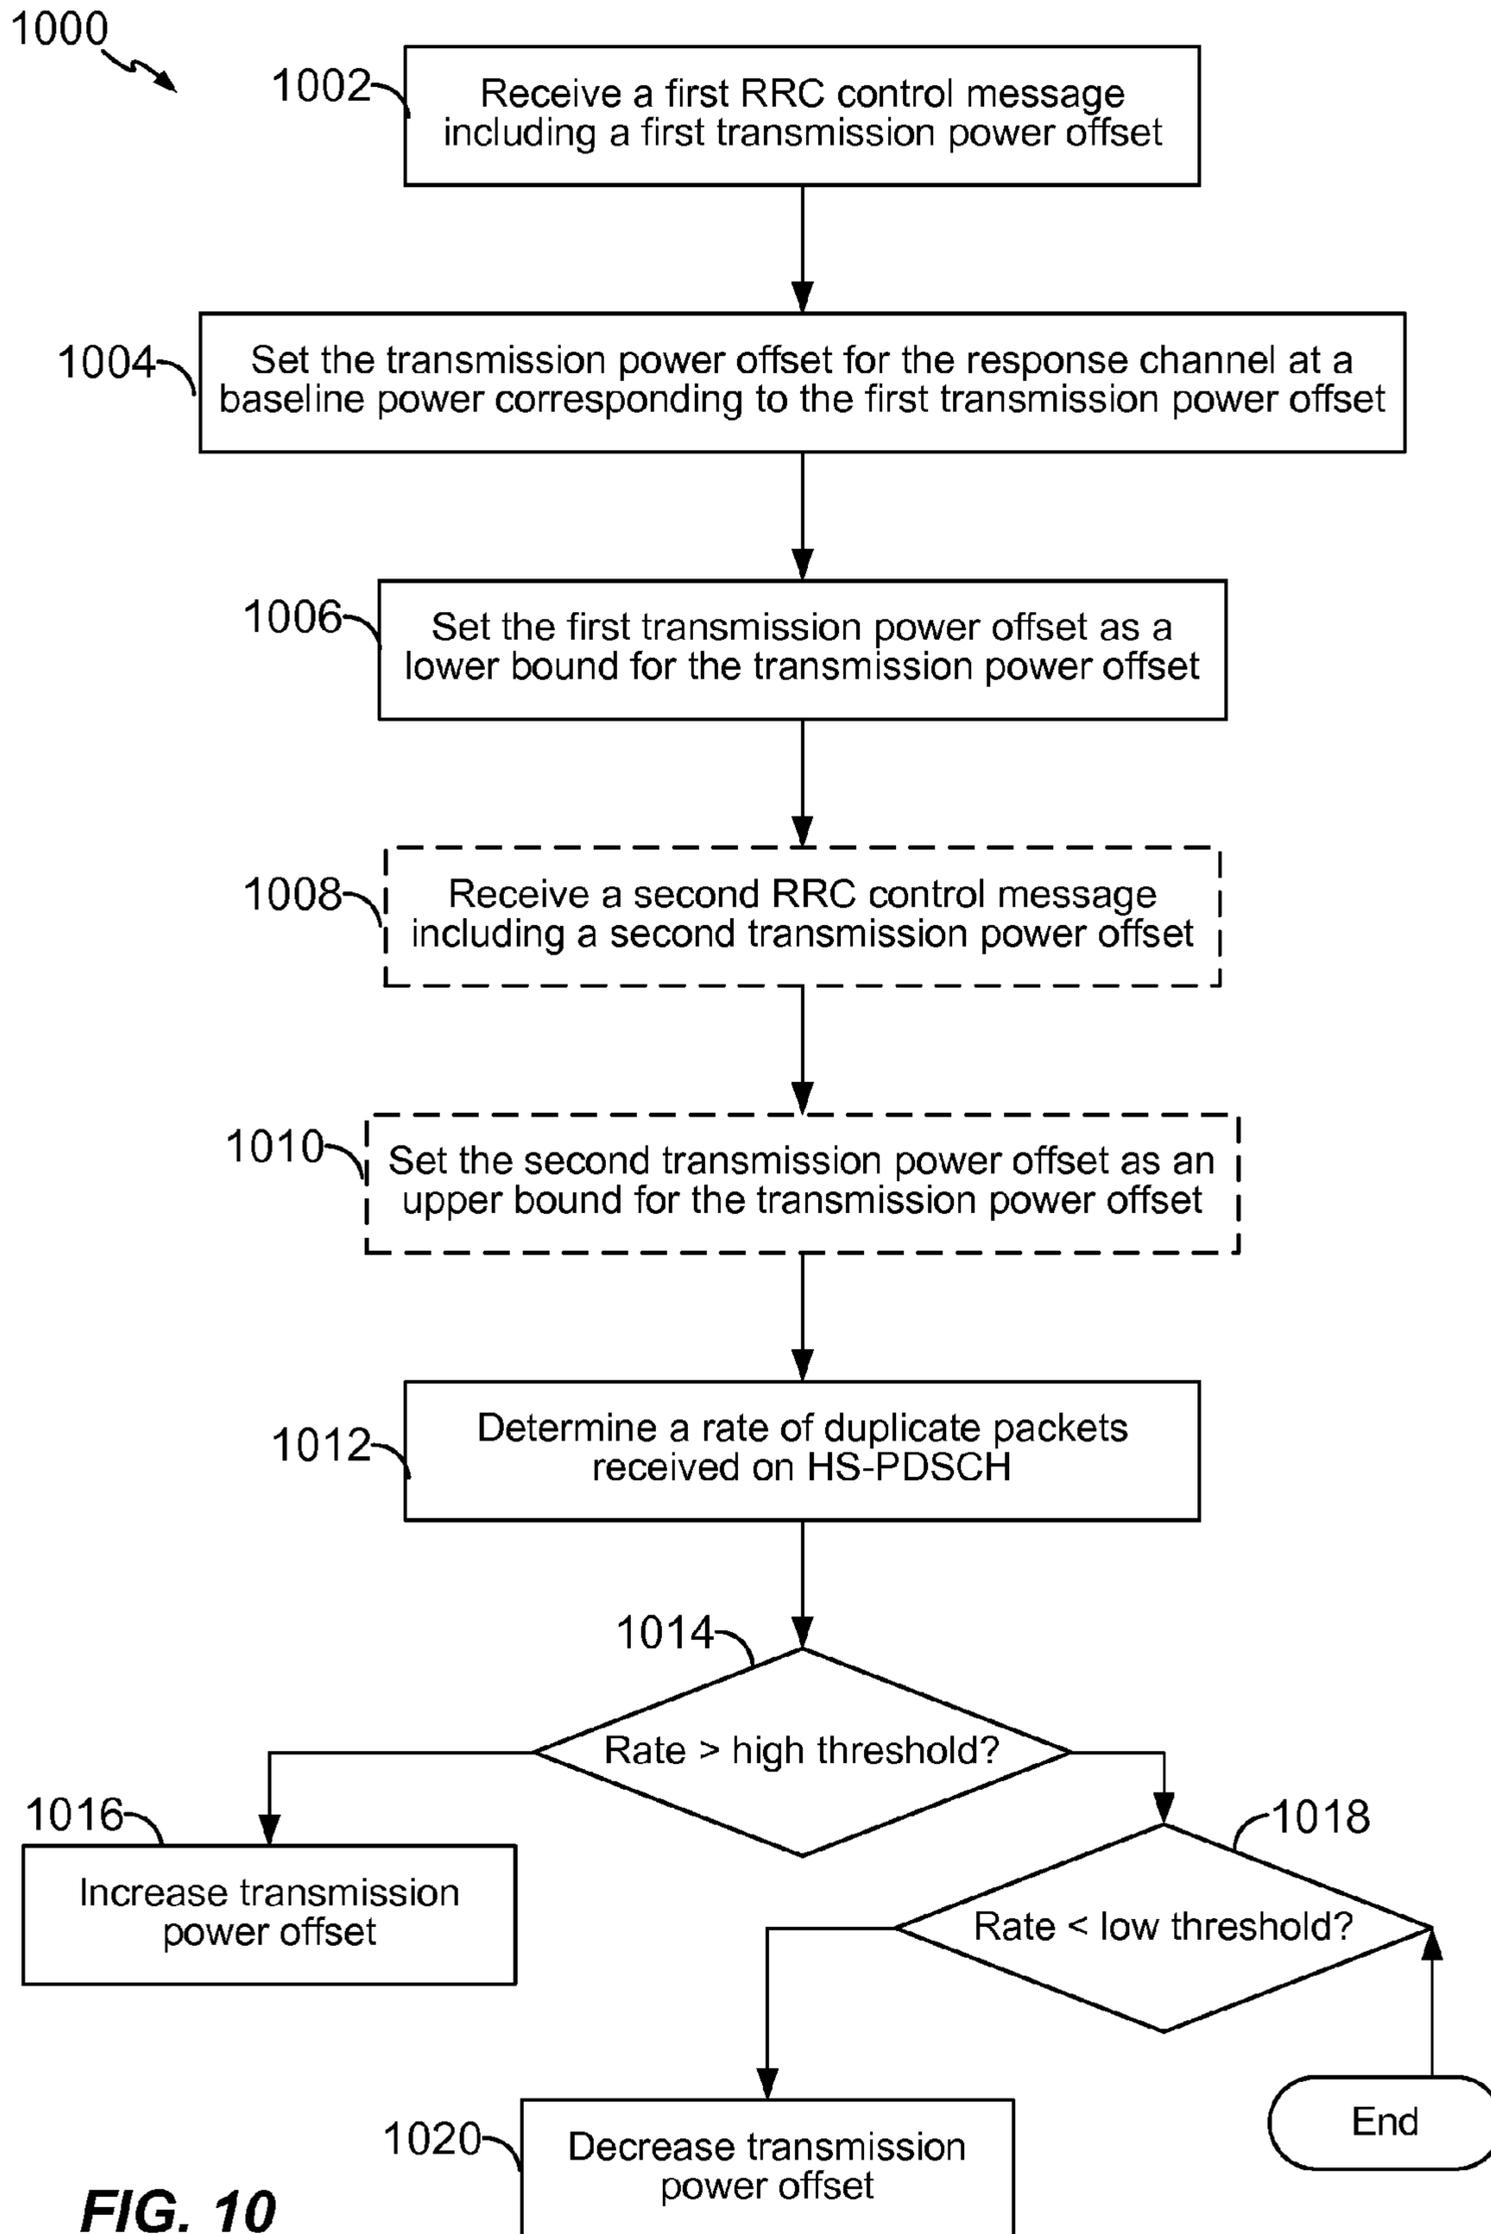 1000
1002
Receive a first RRC control message
including a first transmission power offset
1004
Set the transmission power offset for the response channel at a
baseline power corresponding to the first transmission power offset
1006
Set the first transmission power offset as a
lower bound for the transmission power offset
1008
Receive a second RRC control message
including a second transmission power offset
1010
Set the second transmission power offset as an
upper bound for the transmission power offset
1012
Determine a rate of duplicate packets
received on HS-PDSCH
1014
Rate > high threshold?
1016
Increase transmission
power offset
1018
Rate < low threshold?
1020
Decrease transmission
power offset
End
FIG. 10